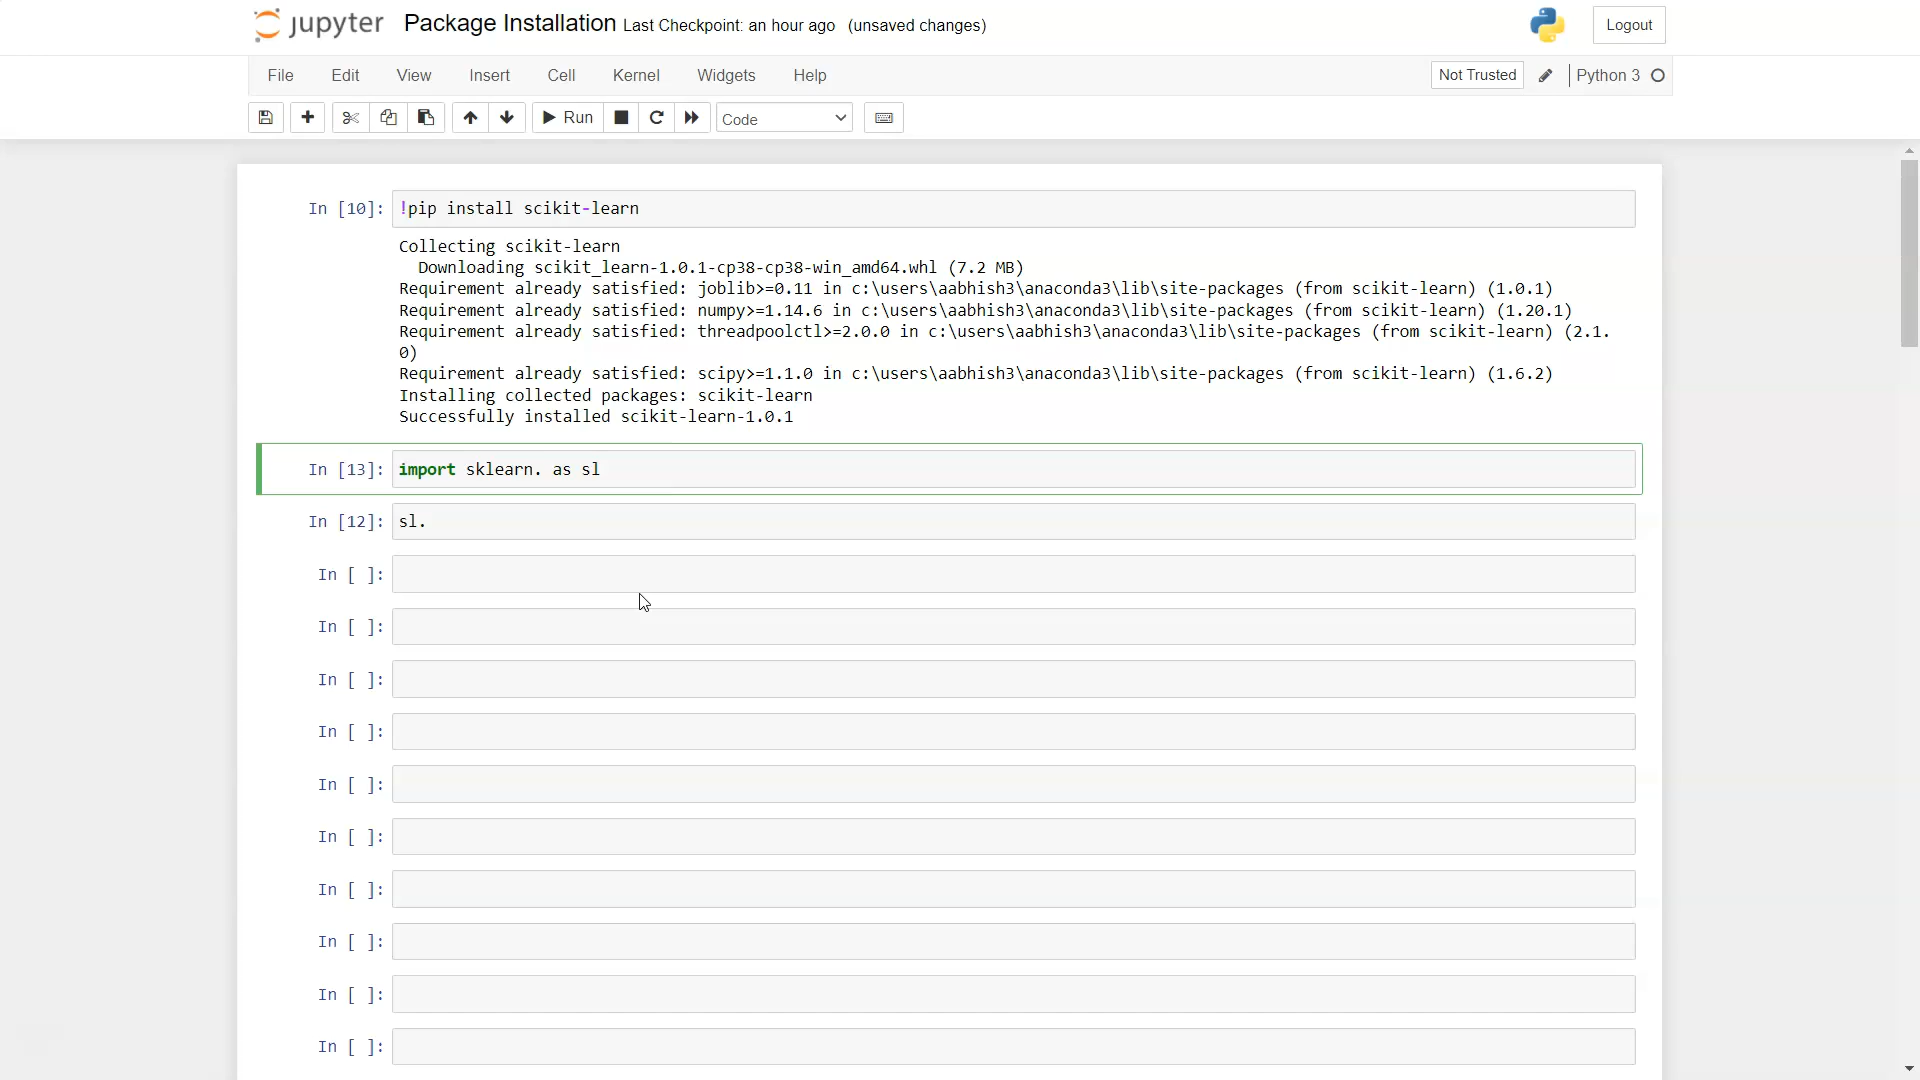 jupyter Package Installation Last Checkpoint: an hour ago (unsaved changes) Logout
File Edit View Insert Cell Kernel Widgets Help Not Trusted Python 3
Run Code
In [10]: !pip install scikit-learn
Collecting scikit-learn
  Downloading scikit_learn-1.0.1-cp38-cp38-win_amd64.whl (7.2 MB)
Requirement already satisfied: joblib>=0.11 in c:\users\aabhish3\anaconda3\lib\site-packages (from scikit-learn) (1.0.1)
Requirement already satisfied: numpy>=1.14.6 in c:\users\aabhish3\anaconda3\lib\site-packages (from scikit-learn) (1.20.1)
Requirement already satisfied: threadpoolctl>=2.0.0 in c:\users\aabhish3\anaconda3\lib\site-packages (from scikit-learn) (2.1.
0)
Requirement already satisfied: scipy>=1.1.0 in c:\users\aabhish3\anaconda3\lib\site-packages (from scikit-learn) (1.6.2)
Installing collected packages: scikit-learn
Successfully installed scikit-learn-1.0.1
In [13]: import sklearn. as sl
In [12]: sl.
In [ ]:
In [ ]:
In [ ]:
In [ ]:
In [ ]:
In [ ]:
In [ ]:
In [ ]:
In [ ]:
In [ ]: